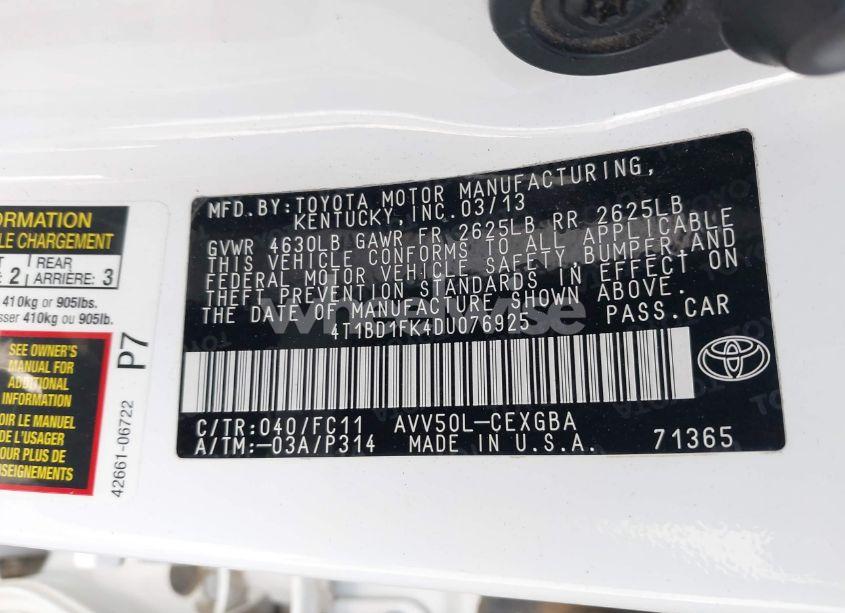 ORMATION
LE CHARGEMENT
2 REAR
ARRIÈRE: 3
410kg or 905lbs.
sser 410kg ou 905lb.
SEE OWNER'S
MANUAL FOR
ADDITIONAL
INFORMATION
VOIR LE MANUEL
DE L'USAGER
POUR PLUS DE
NSEIGNEMENTS
P7
42661-06722
MFD.BY:TOYOTA MOTOR MANUFACTURING,
KENTUCKY, INC.03/13
GVWR 4630LB GAWR FR 2625LB RR 2625LB
THIS VEHICLE CONFORMS TO ALL APPLICABLE
FEDERAL MOTOR VEHICLE SAFETY BUMPER,AND
THEFT PREVENTION STANDARDS IN EFFECT ON
THE DATE OF MANUFACTURE SHOWN ABOVE.
4T1BD1FK4DU076925 PASS.CAR
C/TR:040/FC11 AVV50L-CEXGBA
A/TM:-03A/P314 MADE IN U.S.A. 71365